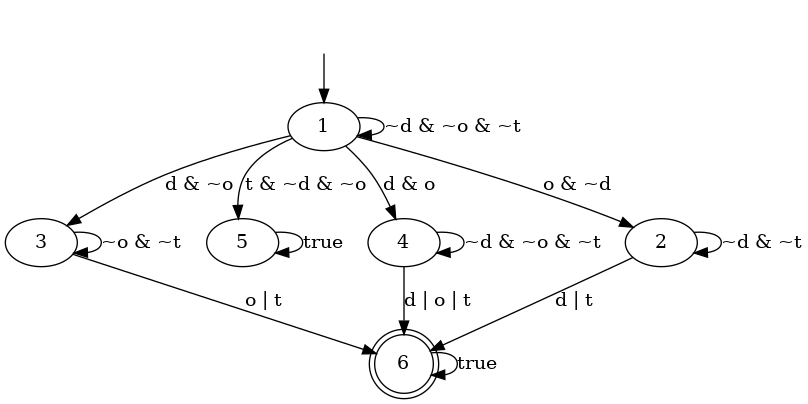 1
~d & ~o & ~t
d & ~o
t & ~d & ~o
d & o
o & ~d
3
~o & ~t
5
true
4
~d & ~o & ~t
2
~d & ~t
o | t
d | o | t
d | t
6
true